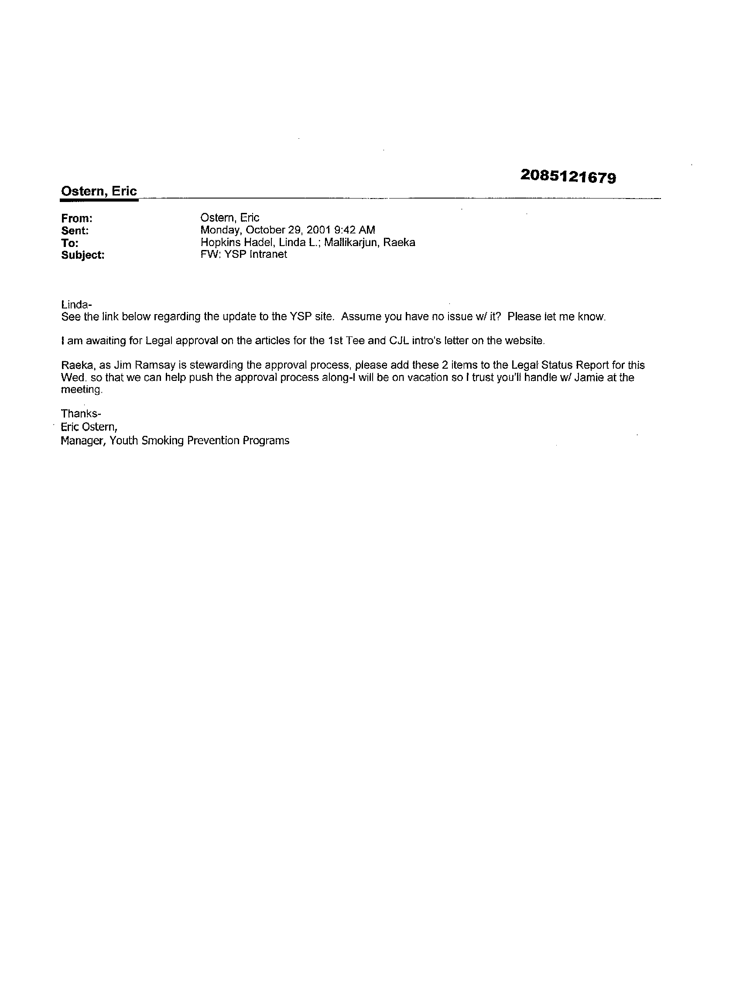 2085121679
Ostern, Eric
From: Ostern, Eric
Sent: Monday, October 29, 2001 9:42 AM
To: Hopkins Hadel, Linda L.; Mallikarjun, Raeka
Subject: FW: YSP Intranet
Linda-
See the link below regarding the update to the YSP site. Assume you have no issue w/ it? Please let me know.
I am awaiting for Legal approval on the articles for the 1st Tee and CJL intro's letter on the website.
Raeka, as Jim Ramsay is stewarding the approval process, please add these 2 items to the Legal Status Report for this
Wed. so that we can help push the approval process along-I will be on vacation so I trust you'll handle w/ Jamie at the
meeting.
Thanks-
Eric Ostern,
Manager, Youth Smoking Prevention Programs